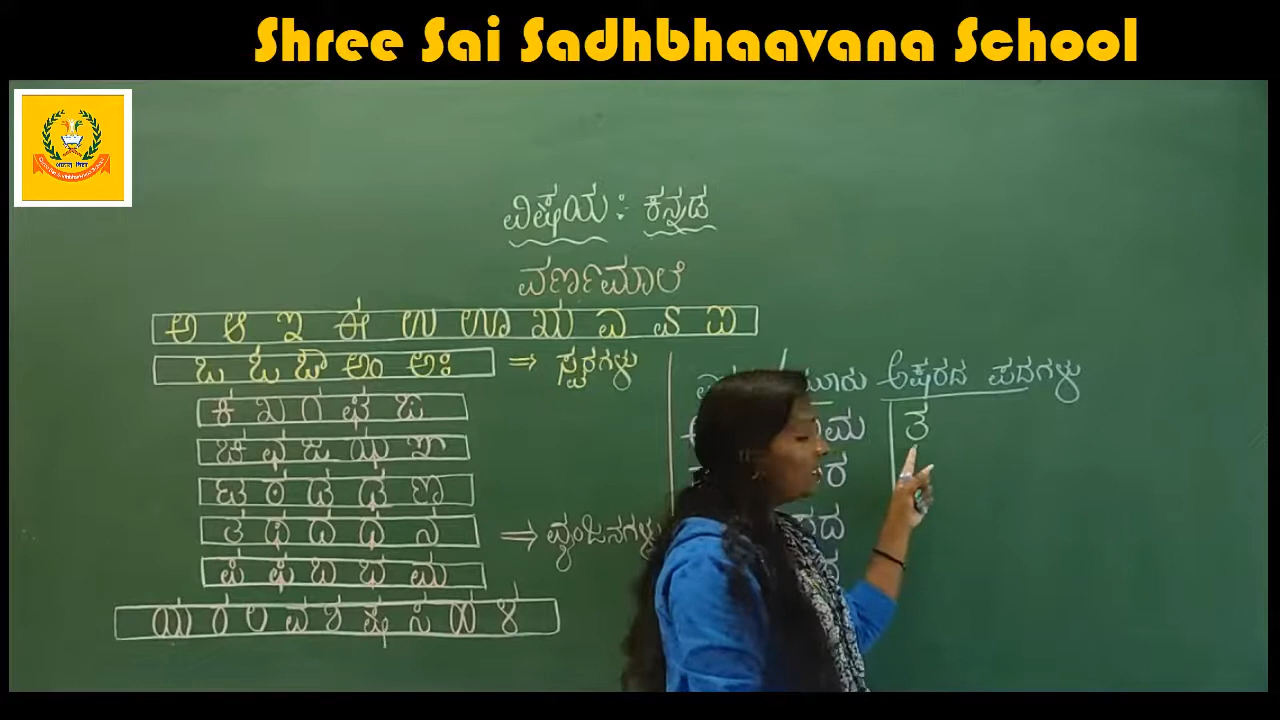 Shree Sai Sadhbhaavana School
ವಿಷಯ : ಕನ್ನಡ
ವರ್ಣಮಾಲೆ
ಅ ಆ ಇ ಈ ಉ ಊ ಋ ಎ ಏ ಐ
ಒ ಓ ಔ ಅಂ ಅಃ ⇒ ಸ್ವರಗಳು
ಅಕ್ಷರದ ಪದಗಳು
ಕ ಖ ಗ ಘ ಙ
ತ
ಚ ಛ ಜ ಝ ಞ
ಟ ಠ ಡ ಢ ಣ
ತ ಥ ದ ಧ ನ ⇒ ವ್ಯಂಜನಗಳು
ಪ ಫ ಬ ಭ ಮ
ಯ ರ ಲ ವ ಶ ಷ ಸ ಹ ಳ